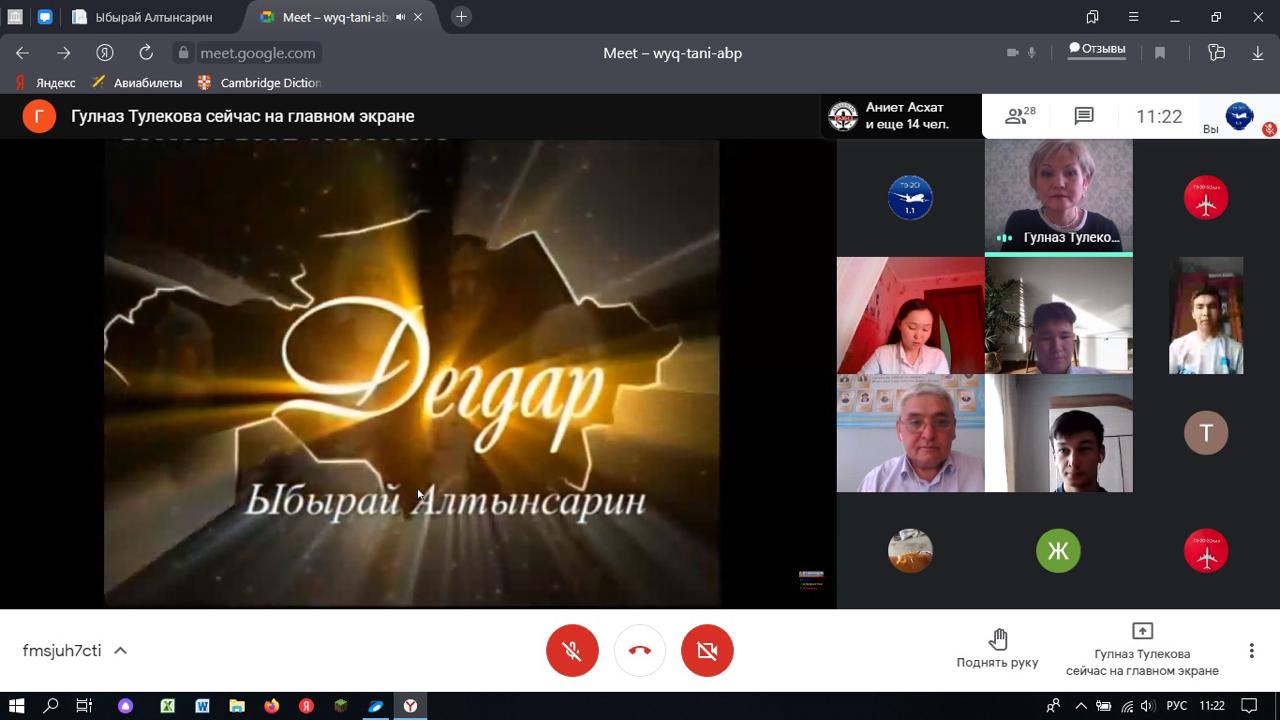 Ыбырай Алтынсарин
Meet – wyq-tani-ab
meet.google.com
Meet – wyq-tani-abp
Отзывы
Яндекс
Авиабилеты
Cambridge Diction
Г
Гулназ Тулекова сейчас на главном экране
Аниет Асхат
и еще 14 чел.
28
11:22
Вы
1.1
Гулназ Тулеко...
Дегдар
Ыбырай Алтынсарин
Т
Ж
fmsjuh7cti
Поднять руку
Гулназ Тулекова
сейчас на главном экране
РУС
11:22